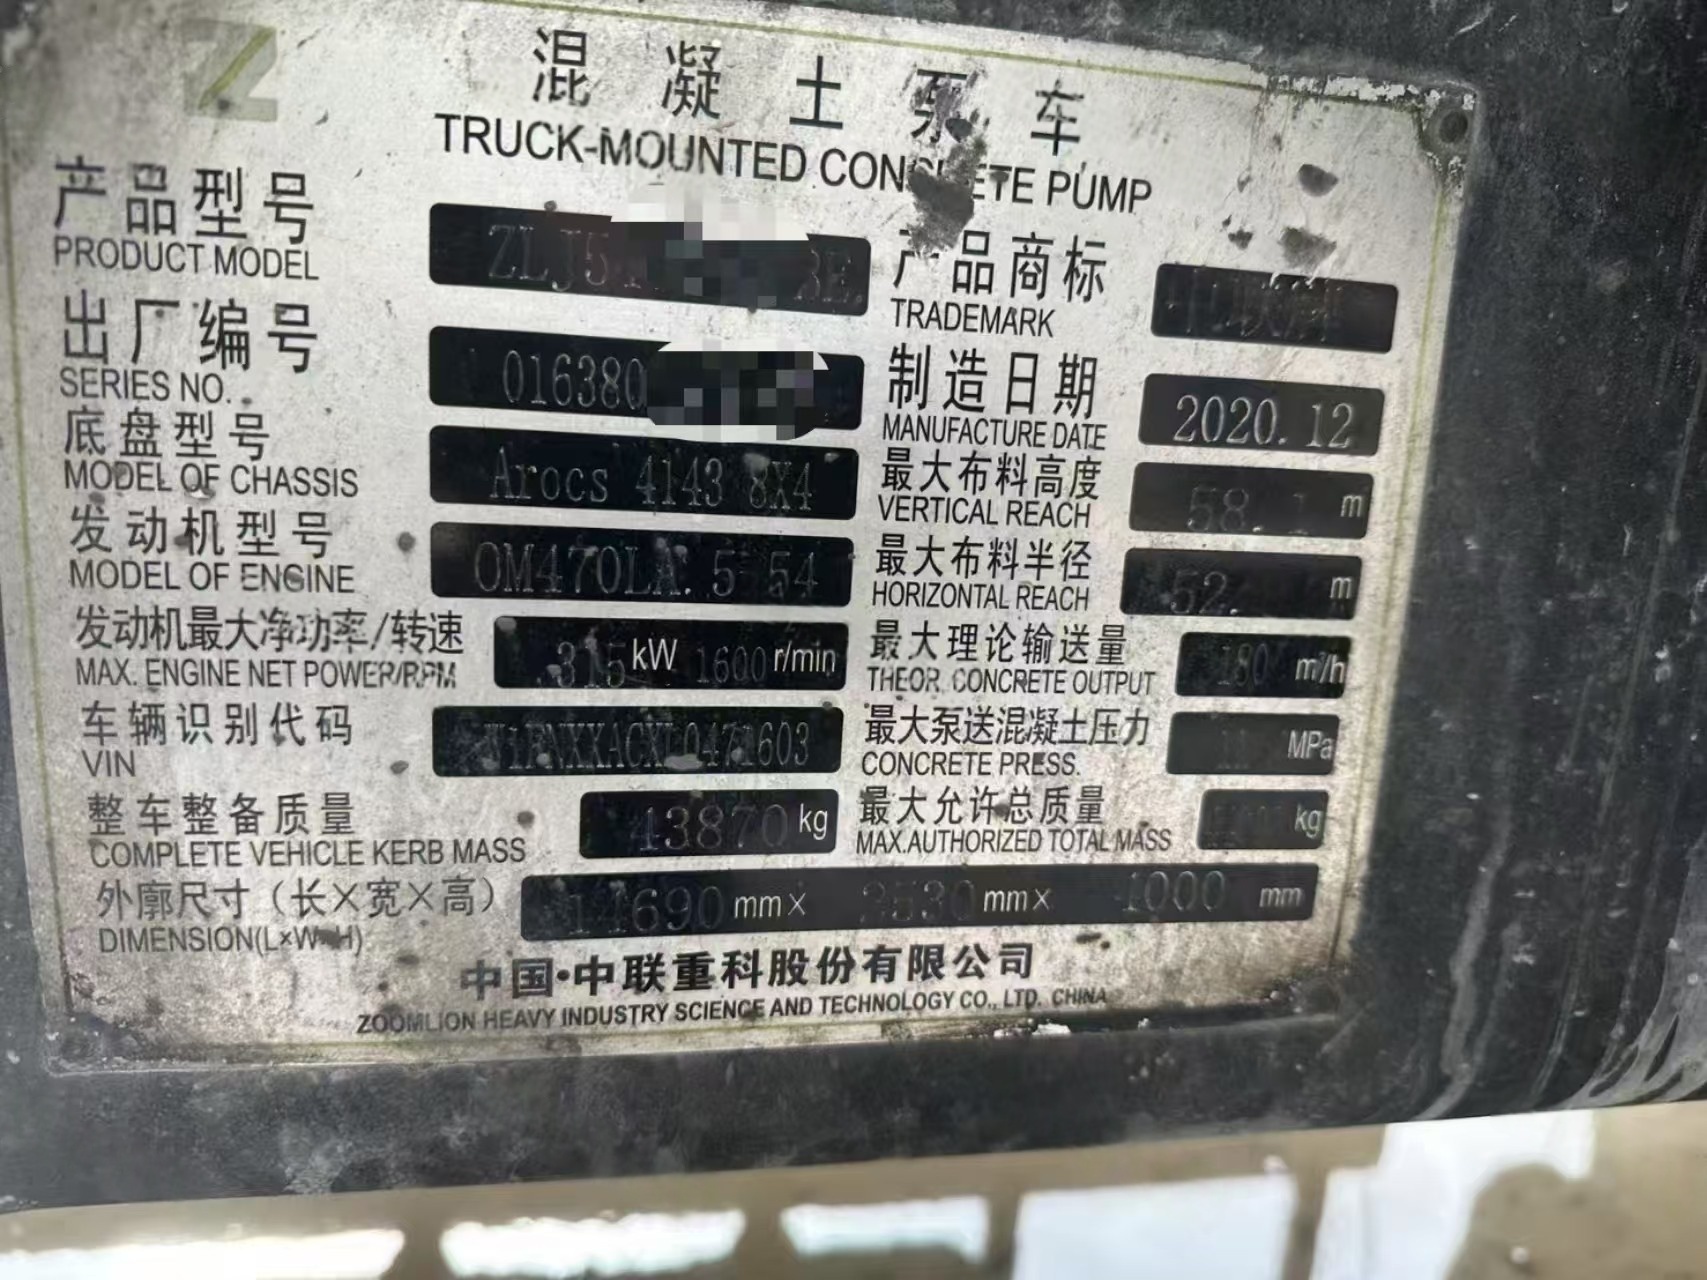 混凝土泵车
TRUCK-MOUNTED CONCRETE PUMP
产品型号
PRODUCT MODEL
ZLJ5
产品商标
TRADEMARK
出厂编号
SERIES NO.
016380
制造日期
MANUFACTURE DATE
2020.12
底盘型号
MODEL OF CHASSIS
Arocs 4143 8X4
最大布料高度
VERTICAL REACH
58. m
发动机型号
MODEL OF ENGINE
OM470LA.5 54
最大布料半径
HORIZONTAL REACH
52. m
发动机最大净功率/转速
MAX. ENGINE NET POWER/RPM
315 kW 1600 r/min
最大理论输送量
THEOR. CONCRETE OUTPUT
180 m³/h
车辆识别代码
VIN
最大泵送混凝土压力
CONCRETE PRESS.
MPa
整车整备质量
COMPLETE VEHICLE KERB MASS
43870 kg
最大允许总质量
MAX.AUTHORIZED TOTAL MASS
kg
外廓尺寸（长×宽×高）
DIMENSION(L×W×H)
14690 mm× 2530 mm× 4000 mm
中国·中联重科股份有限公司
ZOOMLION HEAVY INDUSTRY SCIENCE AND TECHNOLOGY CO., LTD. CHINA